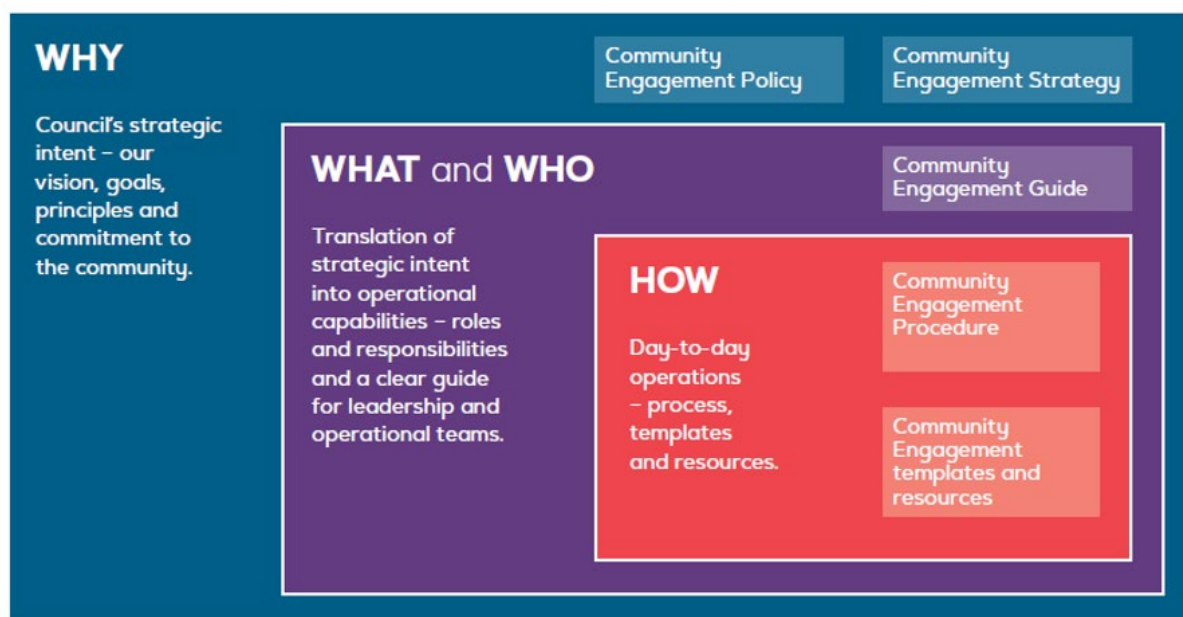 WHY
Council's strategic
intent – our
vision, goals,
principles and
commitment to
the community.
Community
Engagement Policy
Community
Engagement Strategy
WHAT and WHO
Translation of
strategic intent
into operational
capabilities – roles
and responsibilities
and a clear guide
for leadership and
operational teams.
Community
Engagement Guide
HOW
Day-to-day
operations
– process,
templates
and resources.
Community
Engagement
Procedure
Community
Engagement
templates and
resources